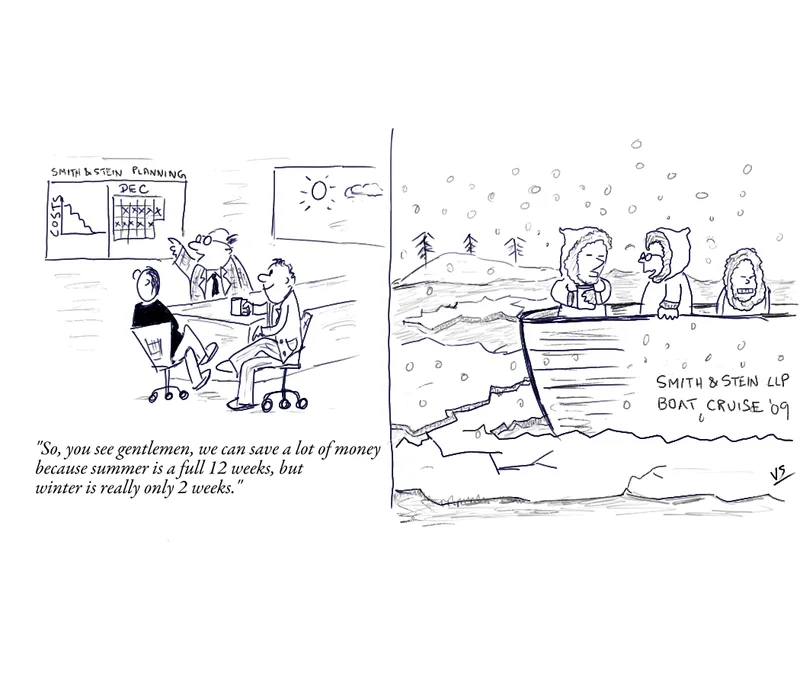 SMITH & STEIN PLANNING
DEC
COSTS
"So, you see gentlemen, we can save a lot of money
because summer is a full 12 weeks, but
winter is really only 2 weeks."
SMITH & STEIN LLP
BOAT CRUISE '09
VS